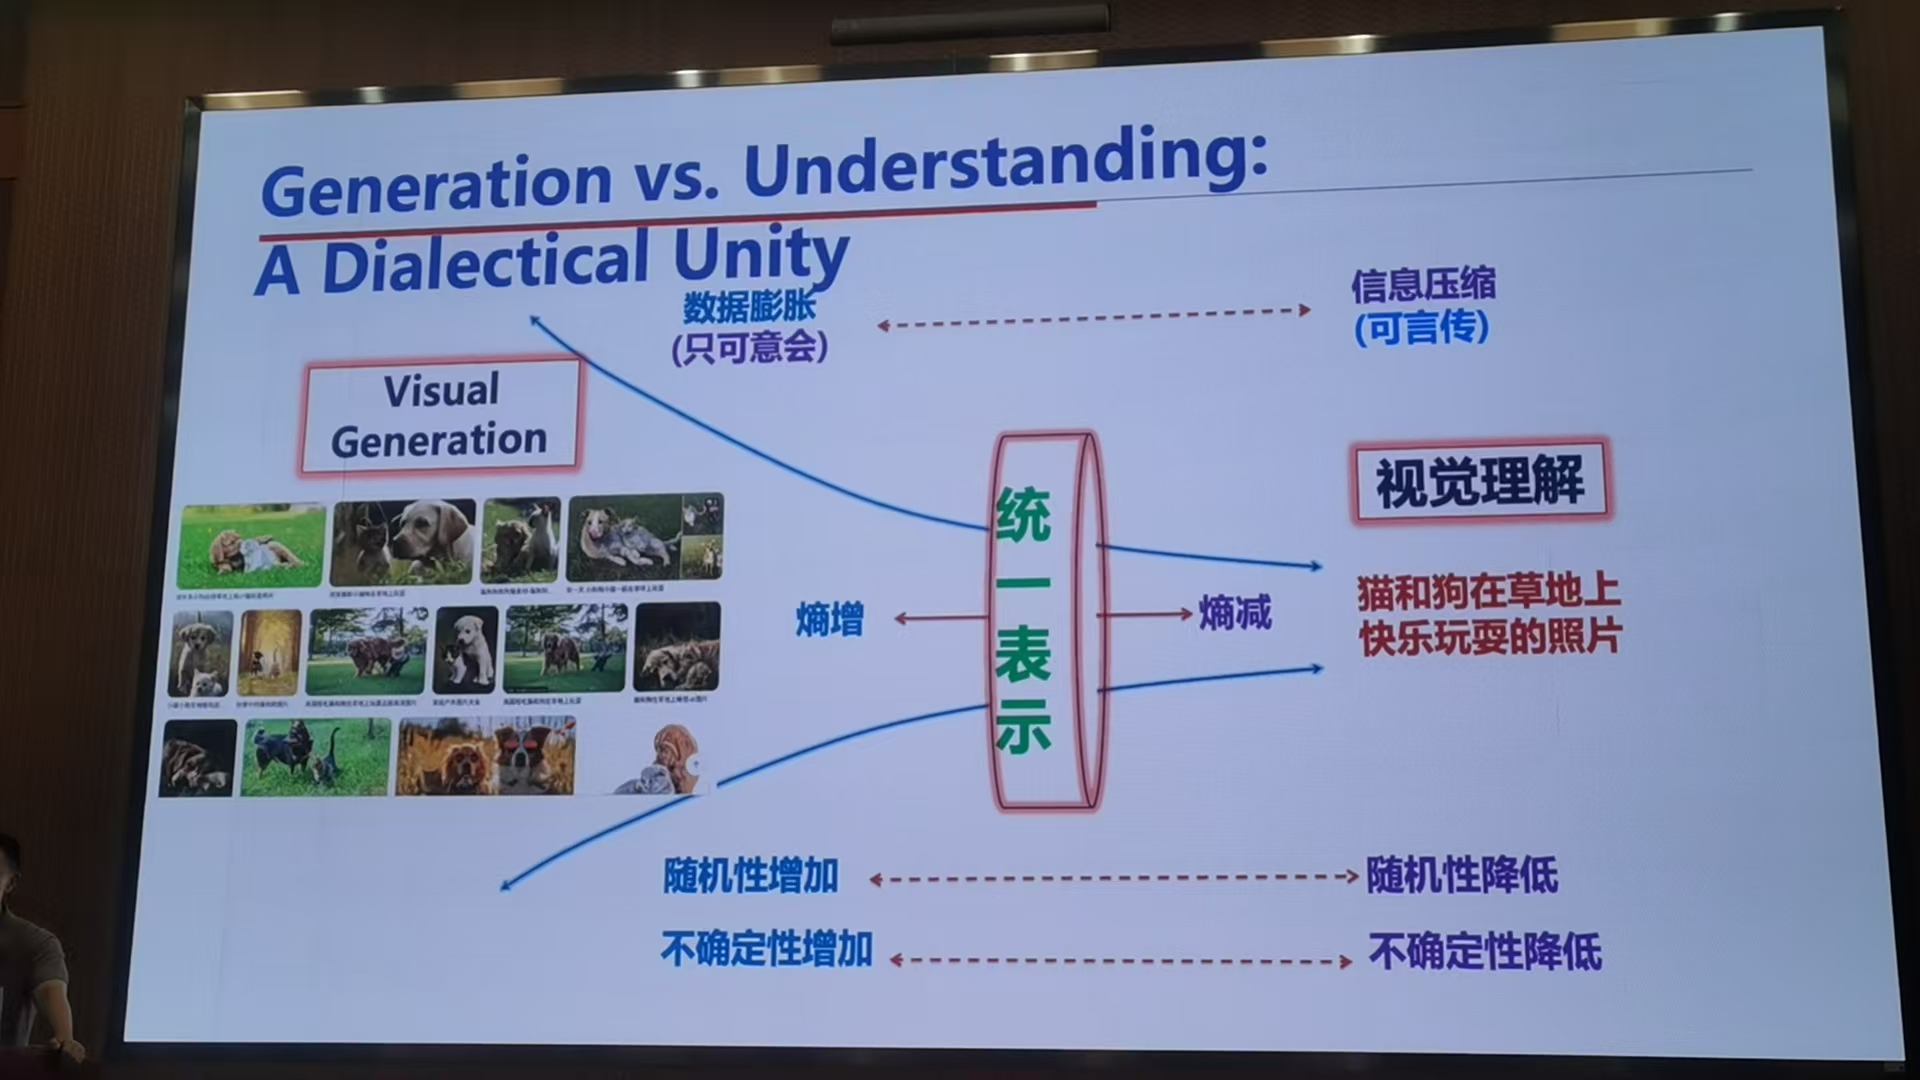 Generation vs. Understanding:
A Dialectical Unity
数据膨胀
(只可意会)
信息压缩
(可言传)
Visual
Generation
统一表示
视觉理解
熵增
熵减
猫和狗在草地上
快乐玩耍的照片
随机性增加
随机性降低
不确定性增加
不确定性降低